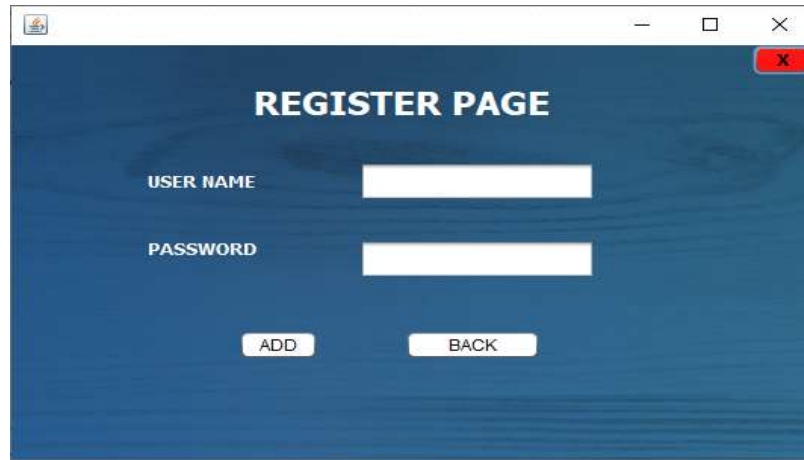 X
REGISTER PAGE
USER NAME
PASSWORD
ADD BACK